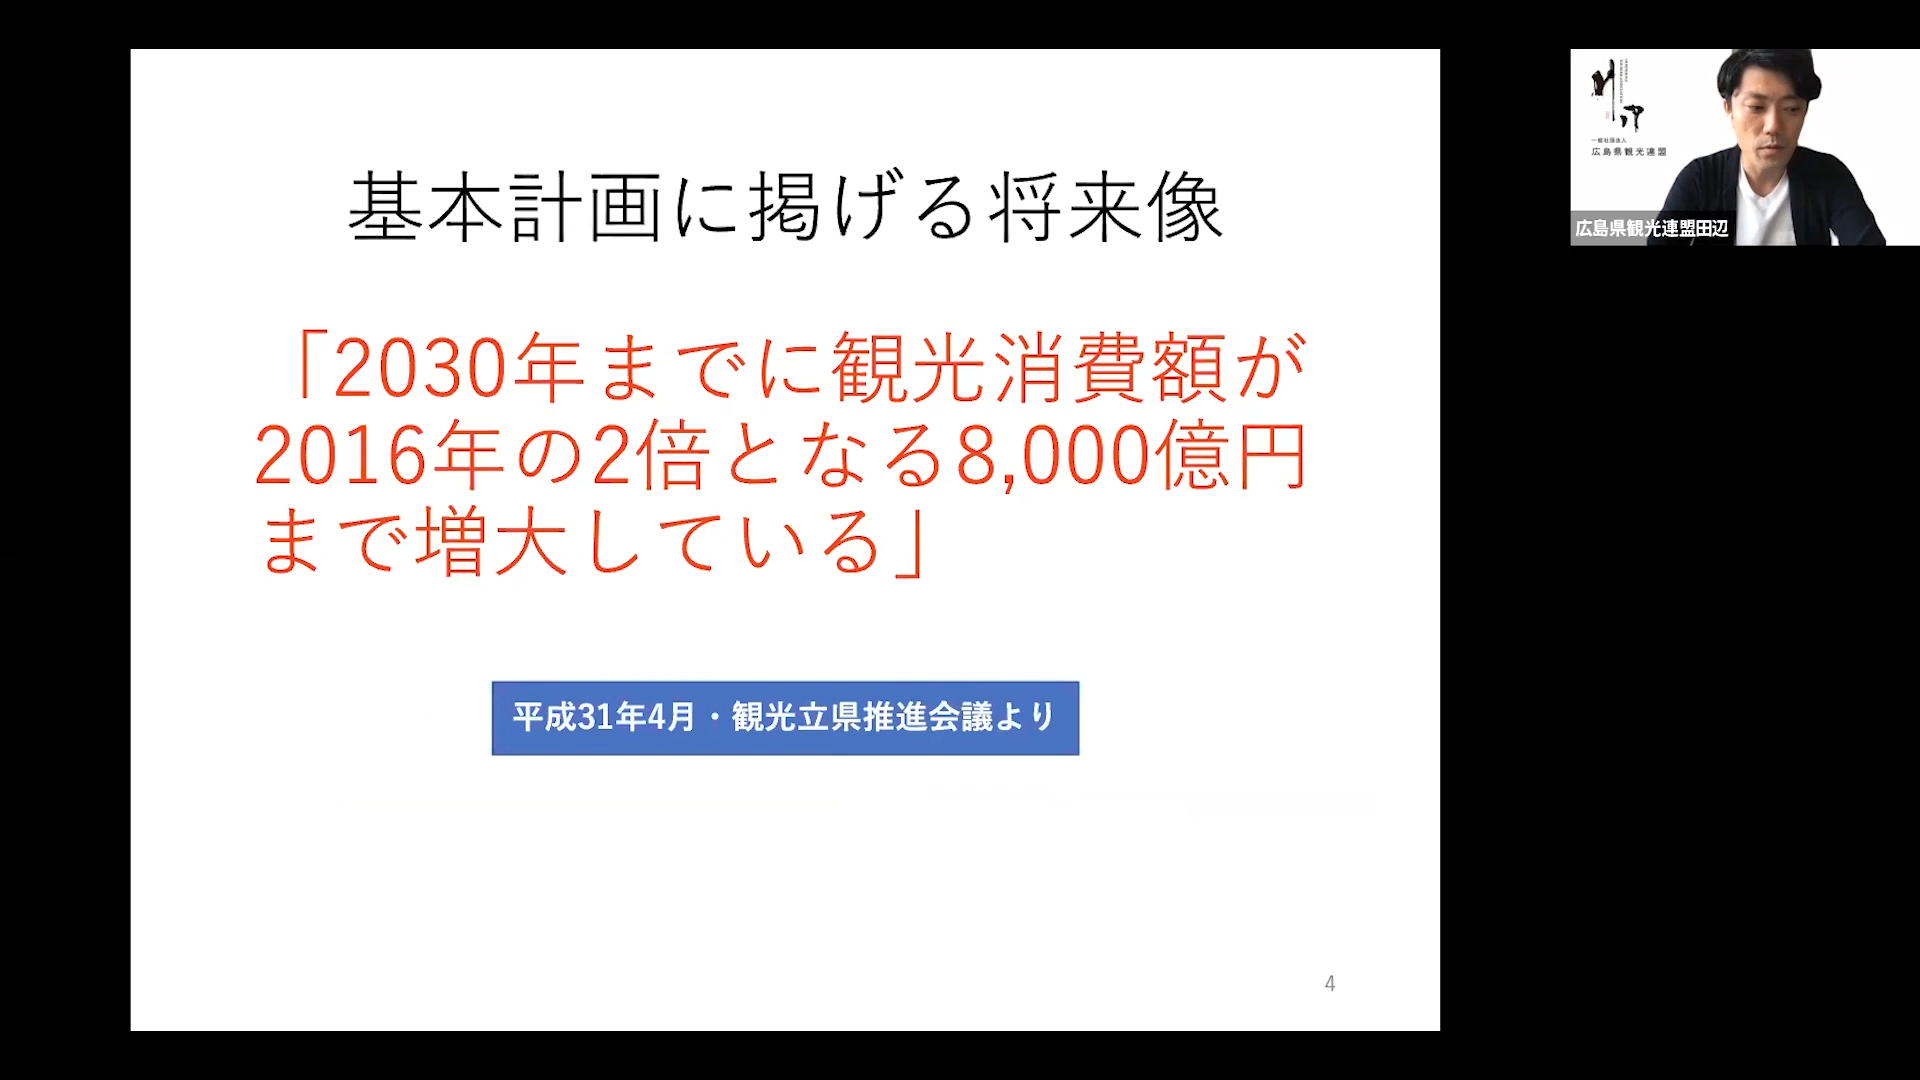 基本計画に掲げる将来像
「2030年までに観光消費額が
2016年の2倍となる8,000億円
まで増大している」
平成31年4月・観光立県推進会議より
4
一般社団法人
広島県観光連盟
広島県観光連盟田辺